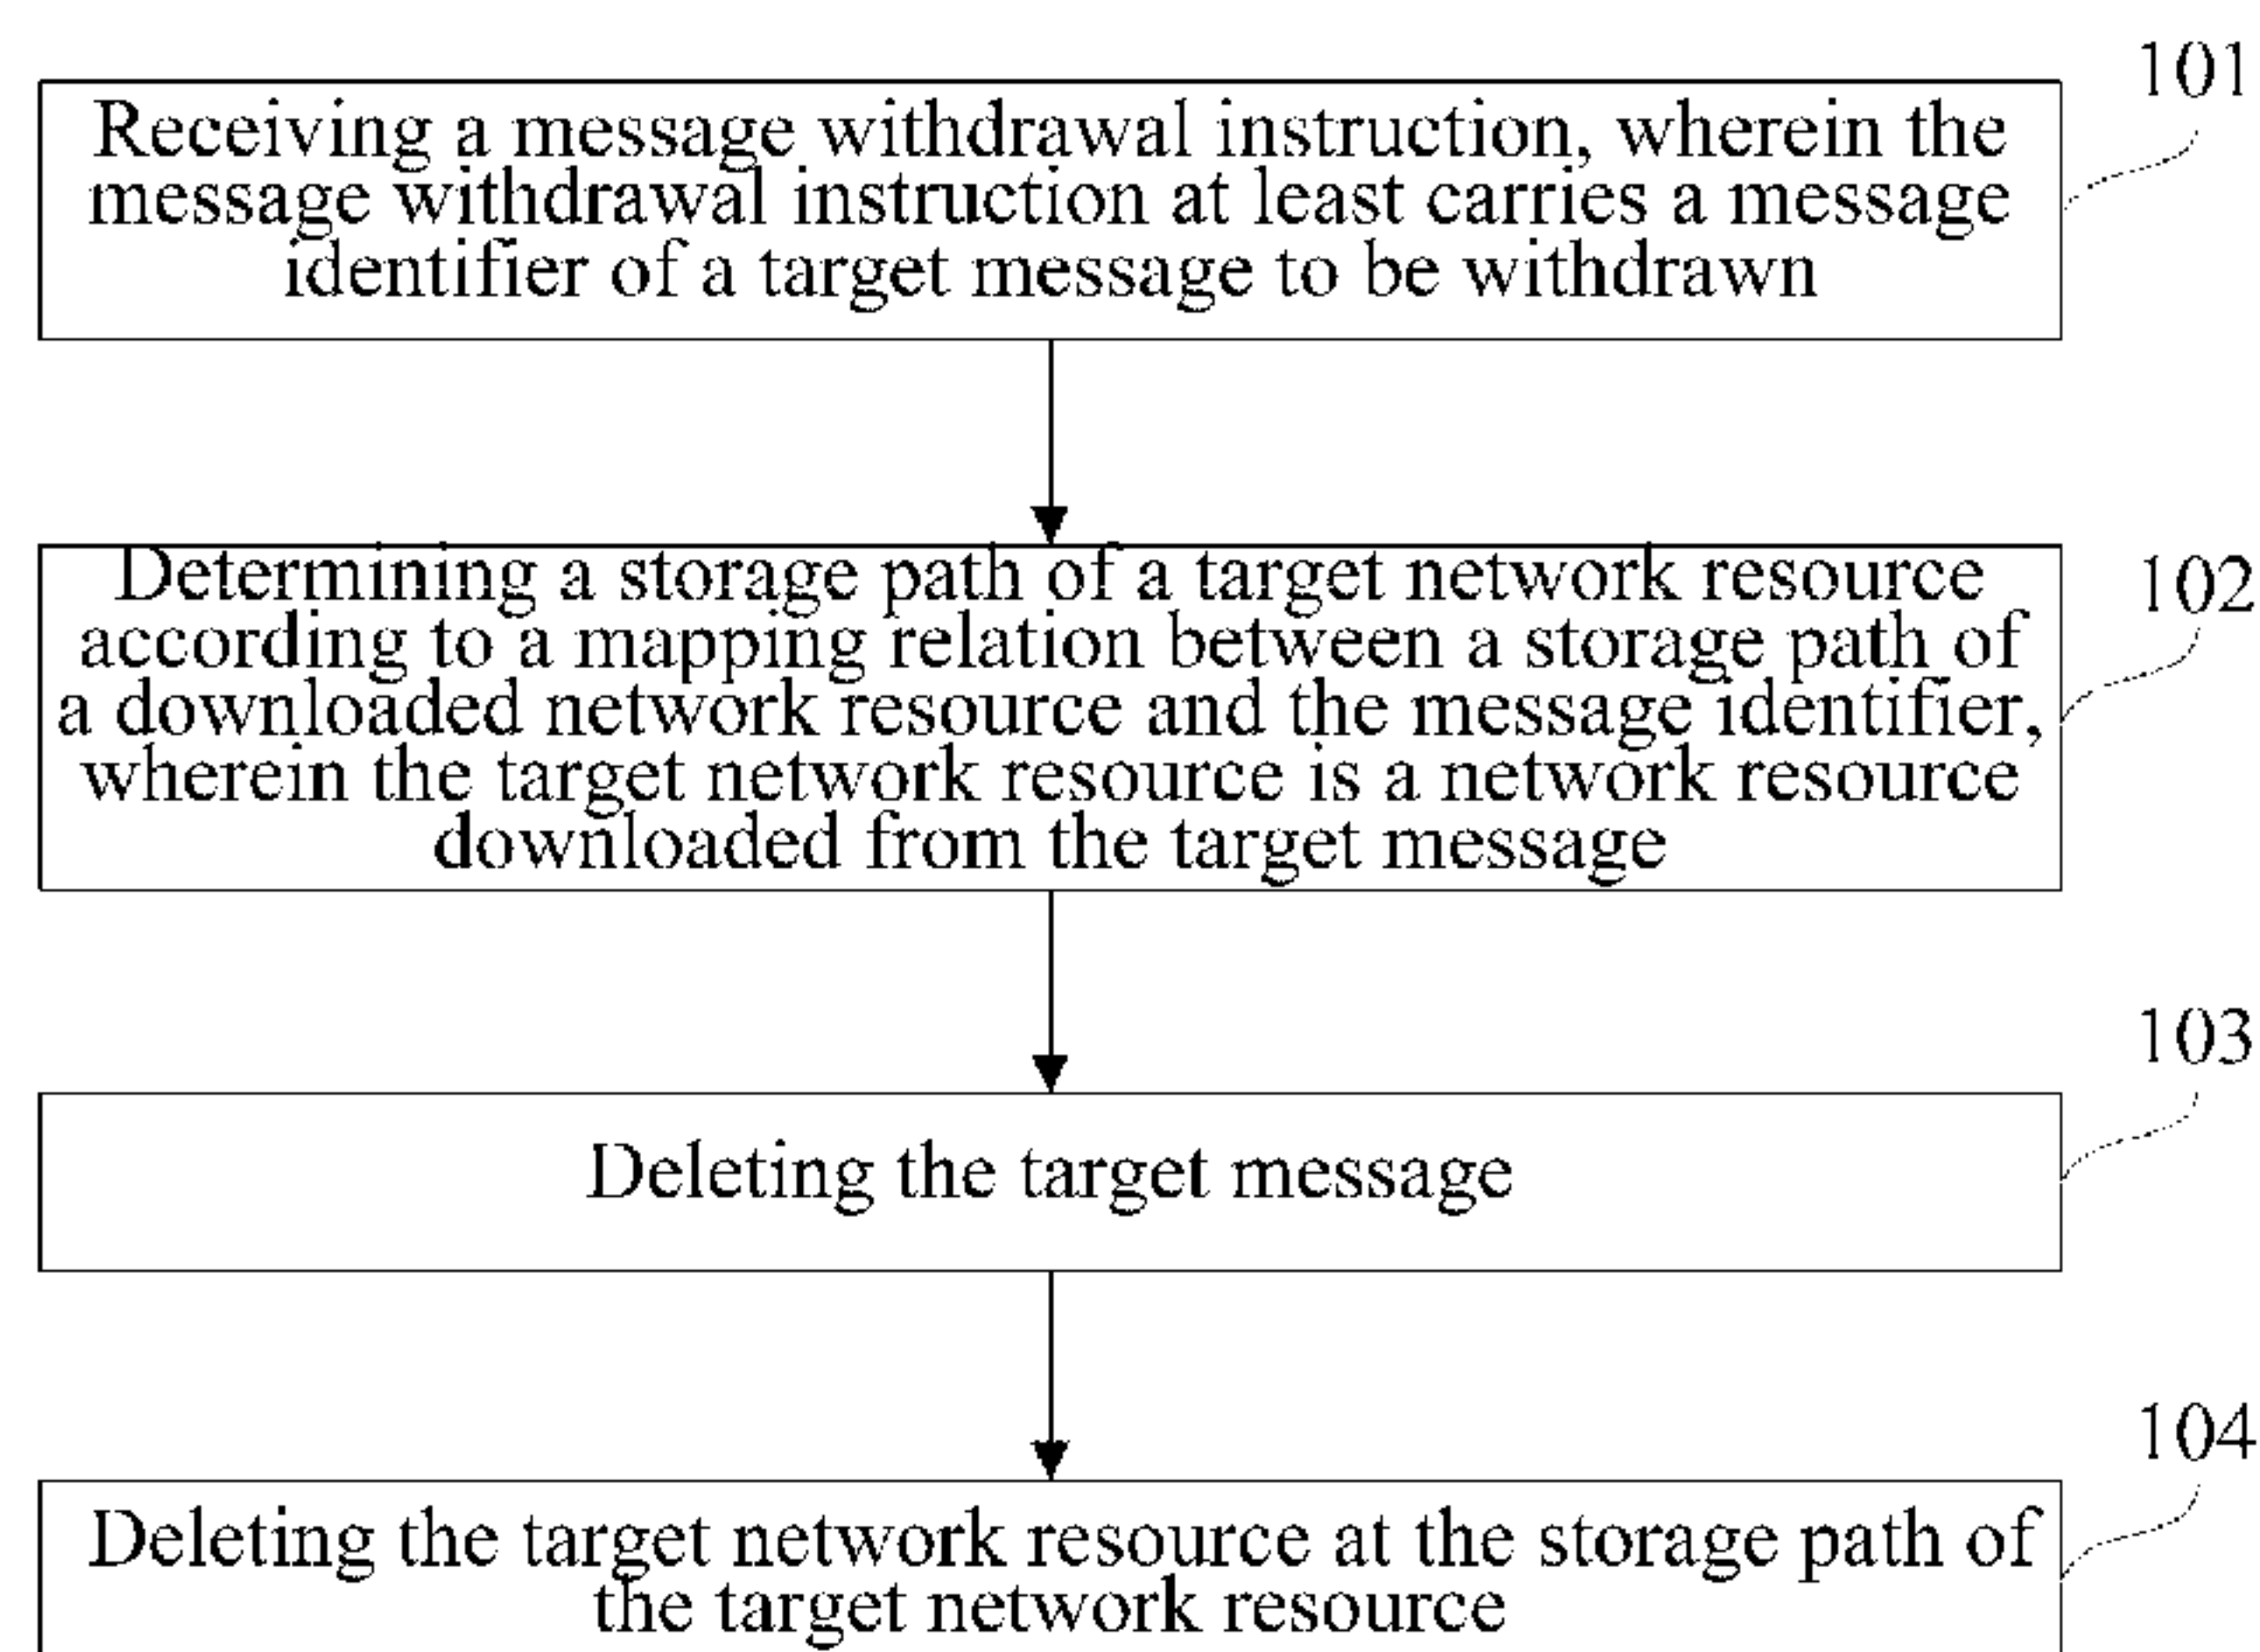 101
Receiving a message withdrawal instruction, wherein the
message withdrawal instruction at least carries a message
identifier of a target message to be withdrawn
102
Determining a storage path of a target network resource
according to a mapping relation between a storage path of
a downloaded network resource and the message identifier,
wherein the target network resource is a network resource
downloaded from the target message
103
Deleting the target message
104
Deleting the target network resource at the storage path of
the target network resource